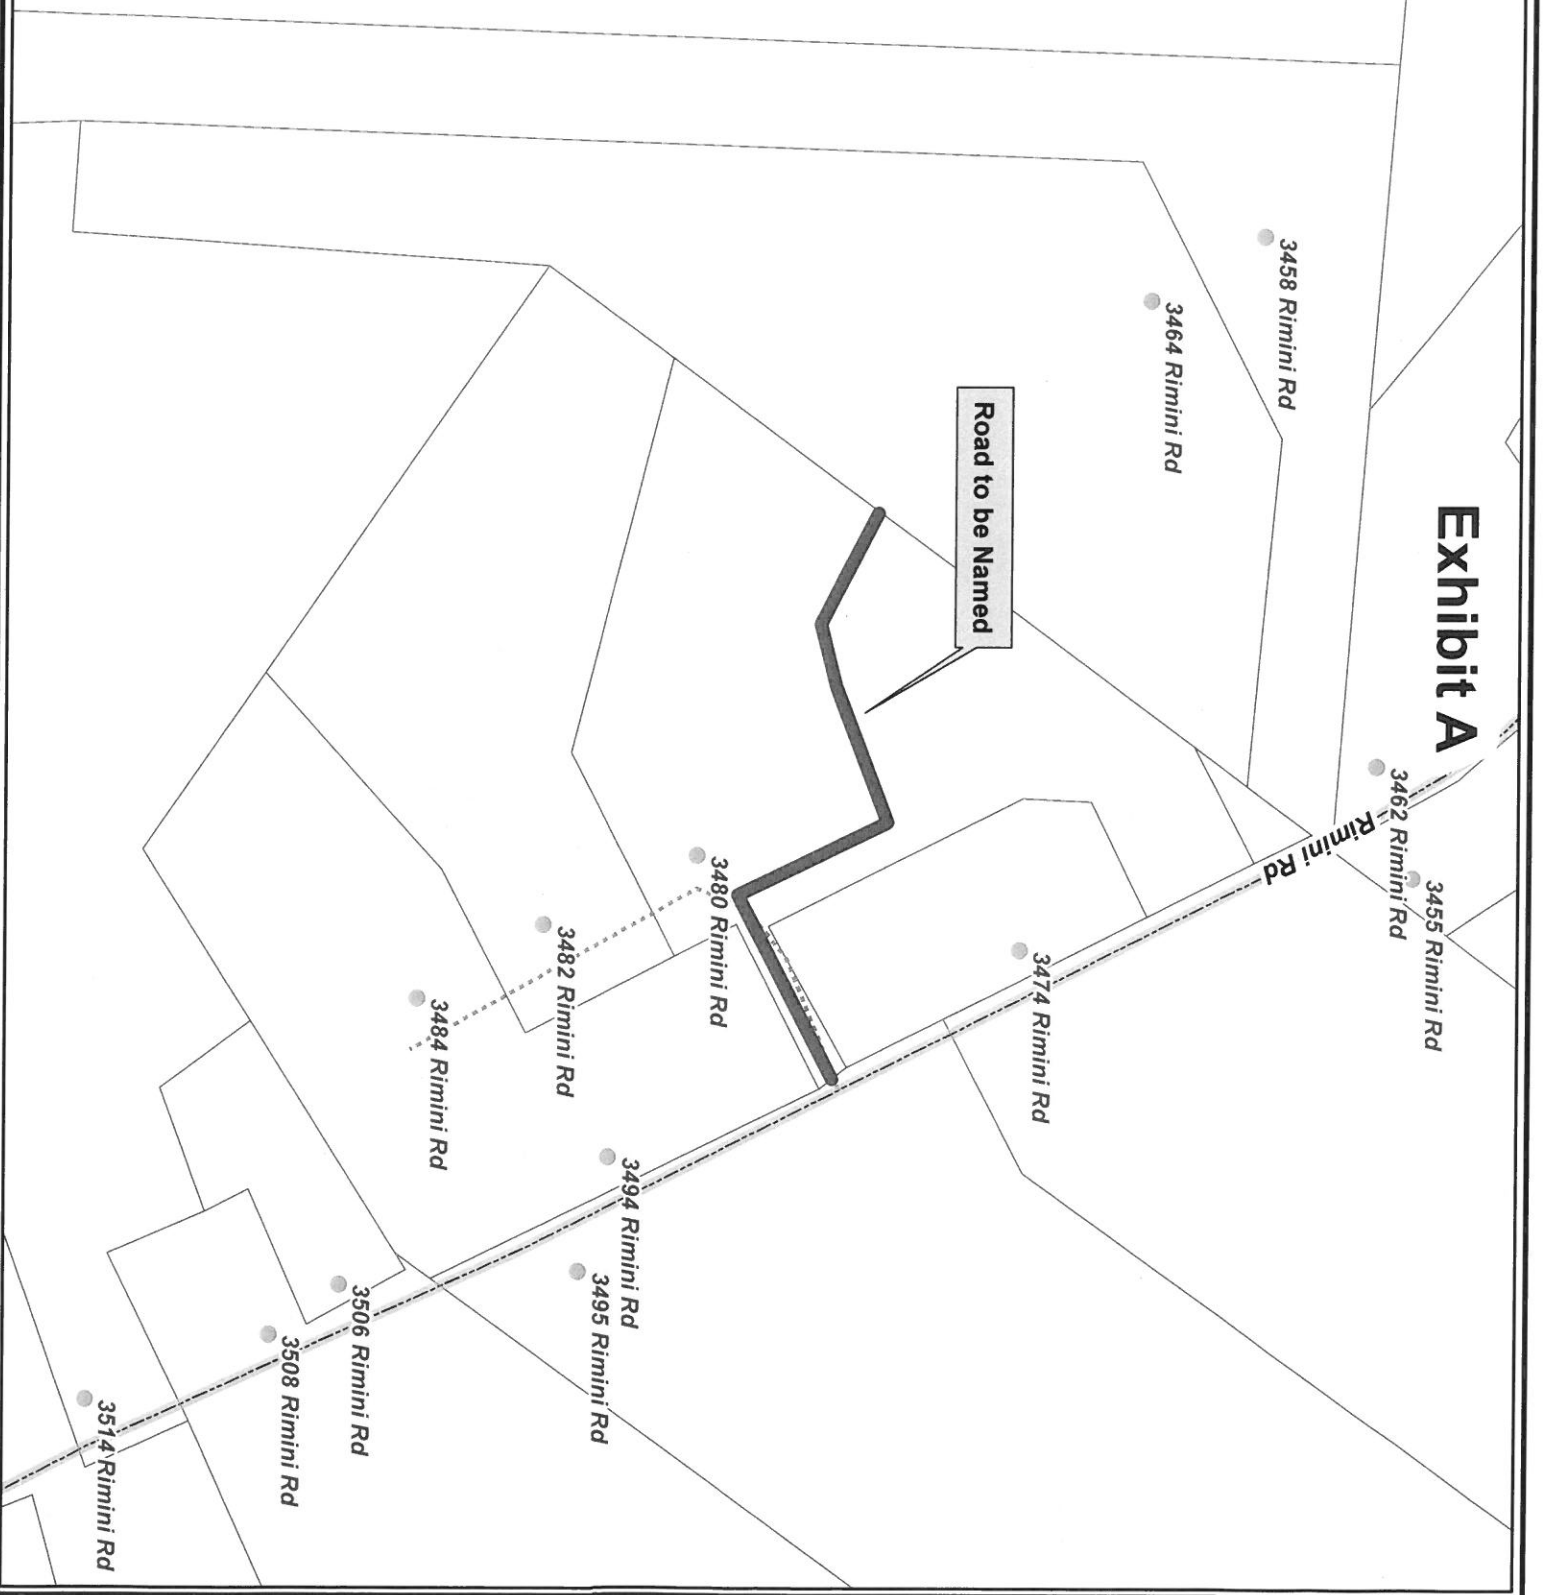 Exhibit A
3458 Rimini Rd
3464 Rimini Rd
3462 Rimini Rd
3455 Rimini Rd
Rimini Rd
Road to be Named
3474 Rimini Rd
3480 Rimini Rd
3482 Rimini Rd
3484 Rimini Rd
3494 Rimini Rd
3495 Rimini Rd
3506 Rimini Rd
3508 Rimini Rd
3514 Rimini Rd